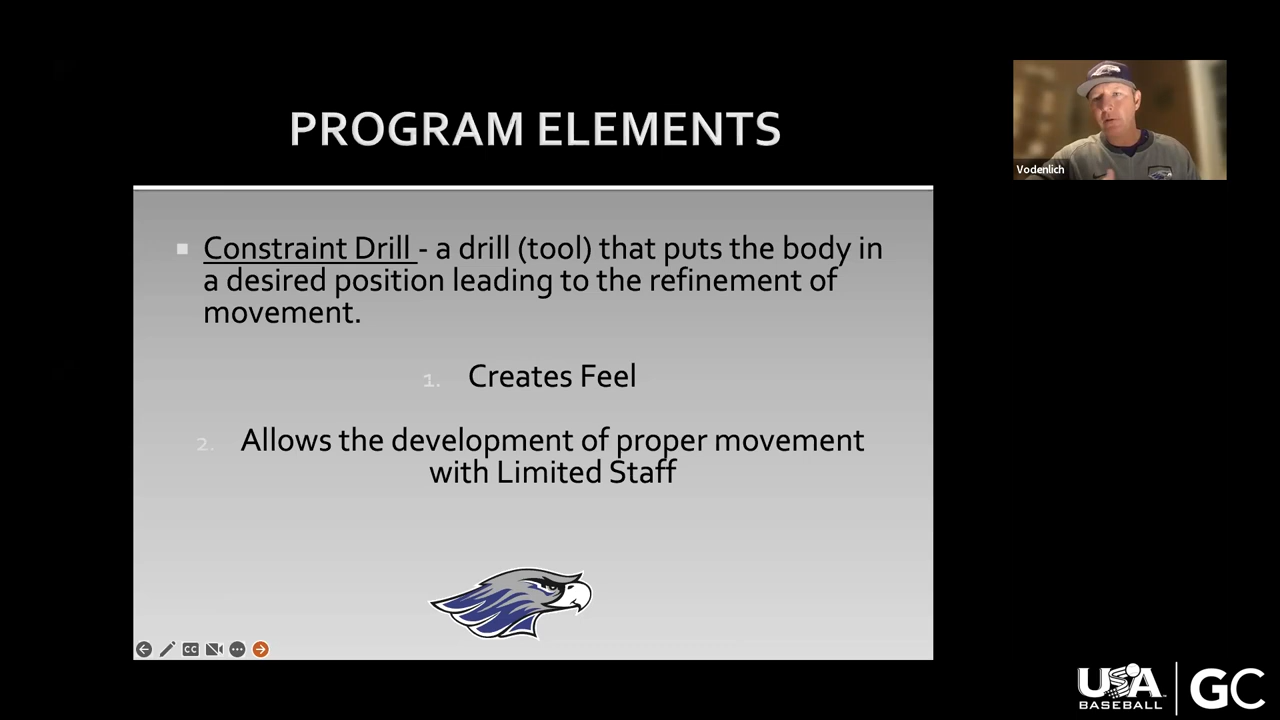 PROGRAM ELEMENTS
Vodenlich
Constraint Drill - a drill (tool) that puts the body in
a desired position leading to the refinement of
movement.
1. Creates Feel
2. Allows the development of proper movement
with Limited Staff
CC
USA
BASEBALL
GC